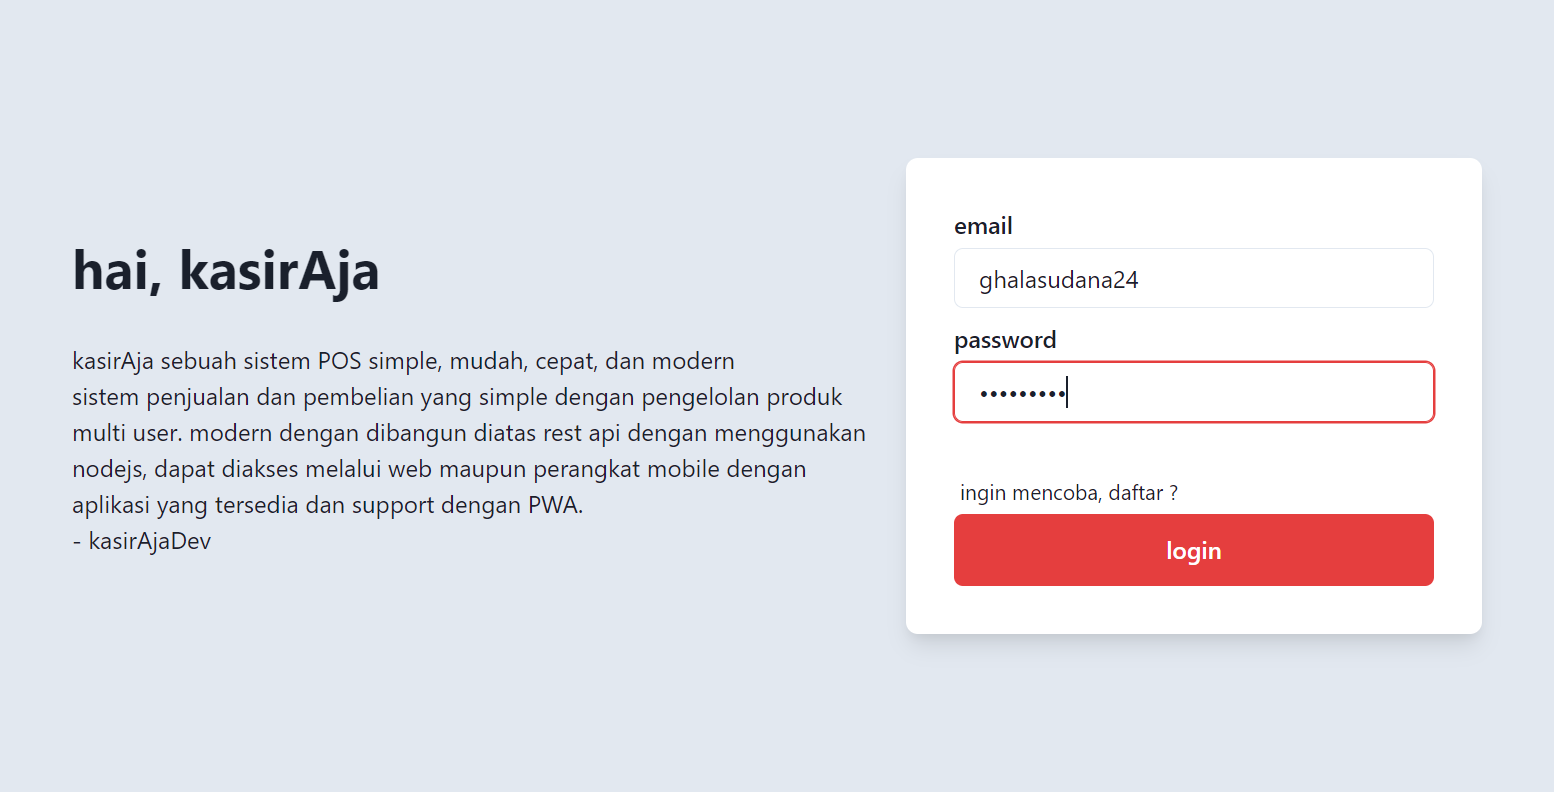 hai, kasirAja
kasirAja sebuah sistem POS simple, mudah, cepat, dan modern
sistem penjualan dan pembelian yang simple dengan pengelolan produk
multi user. modern dengan dibangun diatas rest api dengan menggunakan
nodejs, dapat diakses melalui web maupun perangkat mobile dengan
aplikasi yang tersedia dan support dengan PWA.
- kasirAjaDev
email
ghalasudana24
password
•••••••••
ingin mencoba, daftar ?
login